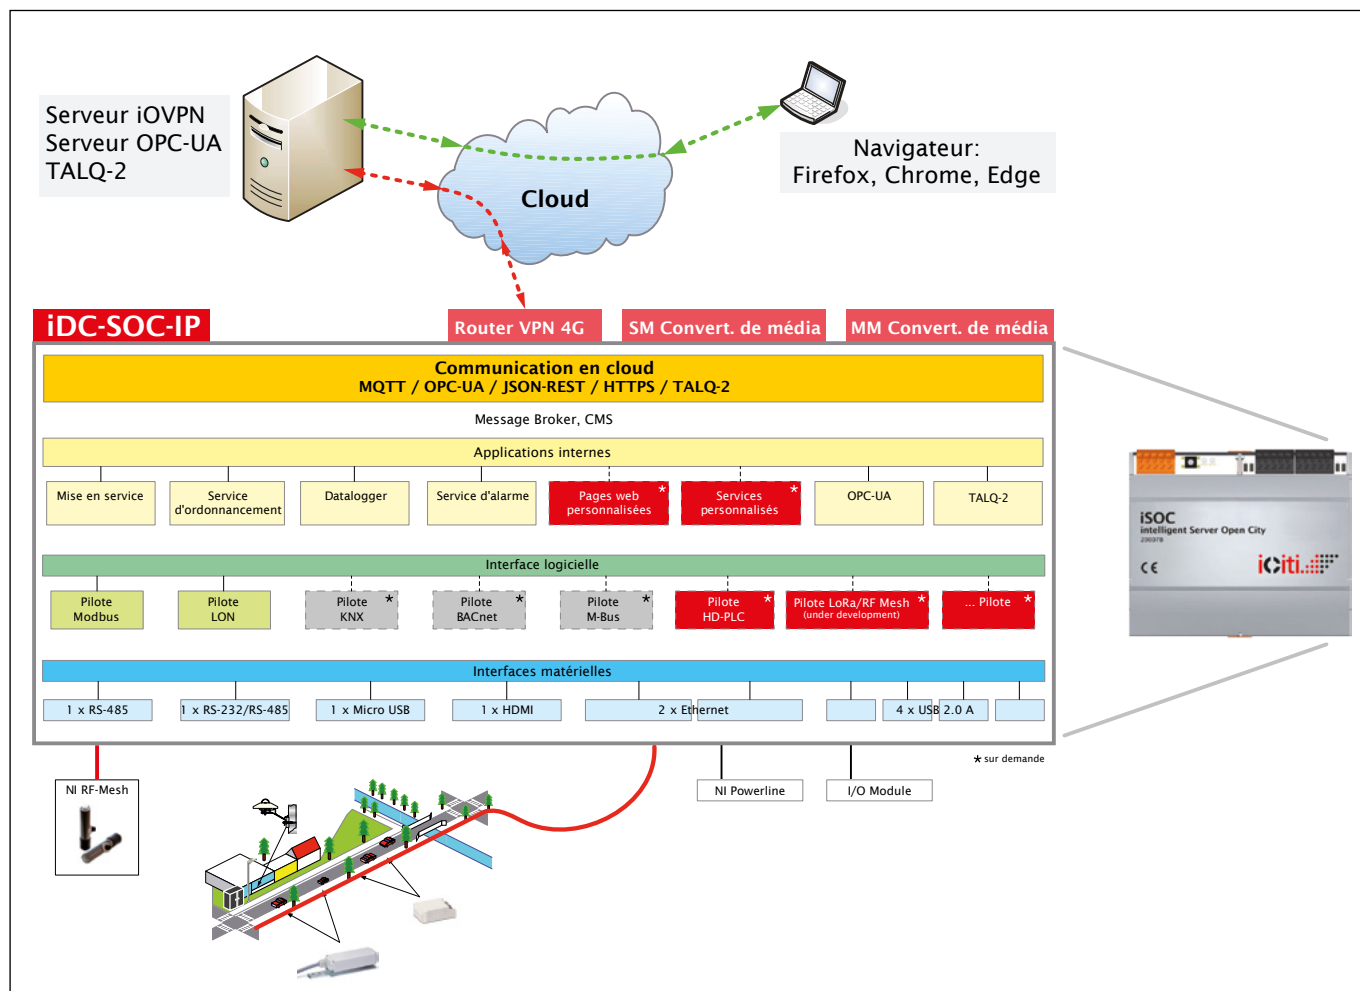 Serveur iOVPN
Serveur OPC-UA
TALQ-2
Cloud
Navigateur:
Firefox, Chrome, Edge
iDC-SOC-IP
Router VPN 4G
SM Convert. de média
MM Convert. de média
Communication en cloud
MQTT / OPC-UA / JSON-REST / HTTPS / TALQ-2
Message Broker, CMS
Applications internes
Mise en service
Service
d'ordonnancement
Datalogger
Service d'alarme
Pages web *
personnalisées
Services *
personnalisés
OPC-UA
TALQ-2
Interface logicielle
Pilote
Modbus
Pilote
LON
Pilote *
KNX
Pilote *
BACnet
Pilote *
M-Bus
Pilote *
HD-PLC
Pilote LoRa/RF Mesh *
(under development)
... Pilote *
Interfaces matérielles
1 x RS-485
1 x RS-232/RS-485
1 x Micro USB
1 x HDMI
2 x Ethernet
4 x USB 2.0 A
* sur demande
NI RF-Mesh
NI Powerline
I/O Module
iSOC
intelligent Server Open City
CE
iCiti